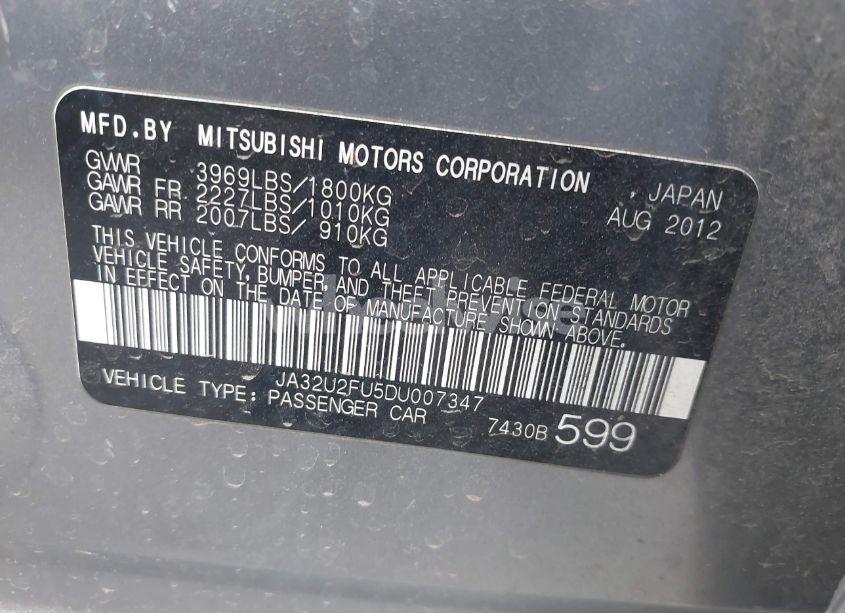 MFD.BY MITSUBISHI MOTORS CORPORATION , JAPAN
GVWR 3969LBS/1800KG AUG 2012
GAWR FR 2227LBS/1010KG
GAWR RR 2007LBS/ 910KG
THIS VEHICLE CONFORMS TO ALL APPLICABLE FEDERAL MOTOR
VEHICLE SAFETY, BUMPER, AND THEFT PREVENTION STANDARDS
IN EFFECT ON THE DATE OF MANUFACTURE SHOWN ABOVE.
JA32U2FU5DU007347
VEHICLE TYPE: PASSENGER CAR 7430B 599